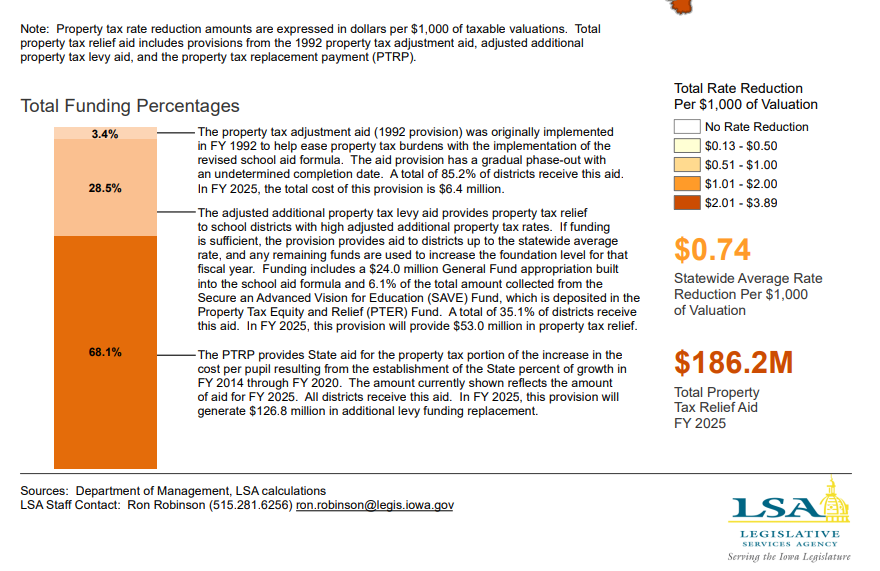 Note:  Property tax rate reduction amounts are expressed in dollars per $1,000 of taxable valuations.  Total
property tax relief aid includes provisions from the 1992 property tax adjustment aid, adjusted additional
property tax levy aid, and the property tax replacement payment (PTRP).
Total Funding Percentages
3.4%
The property tax adjustment aid (1992 provision) was originally implemented
in FY 1992 to help ease property tax burdens with the implementation of the
revised school aid formula.  The aid provision has a gradual phase-out with
an undetermined completion date.  A total of 85.2% of districts receive this aid.
In FY 2025, the total cost of this provision is $6.4 million.
28.5%
The adjusted additional property tax levy aid provides property tax relief
to school districts with high adjusted additional property tax rates.  If funding
is sufficient, the provision provides aid to districts up to the statewide average
rate, and any remaining funds are used to increase the foundation level for that
fiscal year.  Funding includes a $24.0 million General Fund appropriation built
into the school aid formula and 6.1% of the total amount collected from the
Secure an Advanced Vision for Education (SAVE) Fund, which is deposited in the
Property Tax Equity and Relief (PTER) Fund.  A total of 35.1% of districts receive
this aid.  In FY 2025, this provision will provide $53.0 million in property tax relief.
68.1%
The PTRP provides State aid for the property tax portion of the increase in the
cost per pupil resulting from the establishment of the State percent of growth in
FY 2014 through FY 2020.  The amount currently shown reflects the amount
of aid for FY 2025.  All districts receive this aid.  In FY 2025, this provision will
generate $126.8 million in additional levy funding replacement.
Total Rate Reduction
Per $1,000 of Valuation
No Rate Reduction
$0.13 - $0.50
$0.51 - $1.00
$1.01 - $2.00
$2.01 - $3.89
$0.74
Statewide Average Rate
Reduction Per $1,000
of Valuation
$186.2M
Total Property
Tax Relief Aid
FY 2025
Sources:  Department of Management, LSA calculations
LSA Staff Contact:  Ron Robinson (515.281.6256) ron.robinson@legis.iowa.gov
LSA
LEGISLATIVE
SERVICES AGENCY
Serving the Iowa Legislature